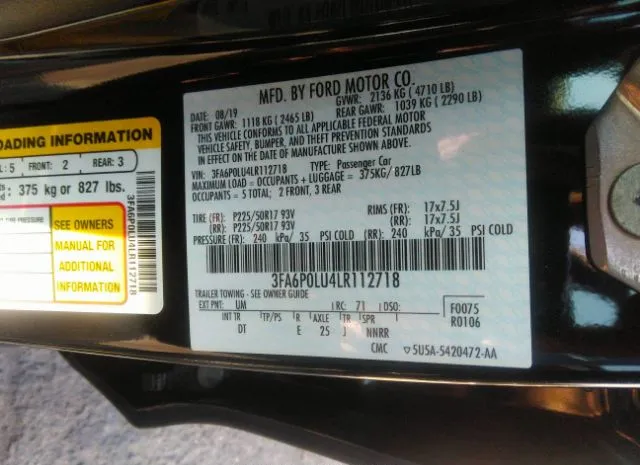 OADING INFORMATION
: 5 FRONT: 2 REAR: 3
375 kg or 827 lbs.
TIRE PRESSURE
SEE OWNERS
MANUAL FOR
ADDITIONAL
INFORMATION
3FA6P0LU4LR112718
MFD. BY FORD MOTOR CO.
DATE: 08/19 GVWR: 2136 KG ( 4710 LB)
FRONT GAWR: 1118 KG ( 2465 LB) REAR GAWR: 1039 KG ( 2290 LB)
THIS VEHICLE CONFORMS TO ALL APPLICABLE FEDERAL MOTOR
VEHICLE SAFETY, BUMPER, AND THEFT PREVENTION STANDARDS
IN EFFECT ON THE DATE OF MANUFACTURE SHOWN ABOVE.
VIN: 3FA6P0LU4LR112718 TYPE: Passenger Car
MAXIMUM LOAD = OCCUPANTS + LUGGAGE = 375KG/ 827LB
OCCUPANTS = 5 TOTAL; 2 FRONT, 3 REAR
TIRE (FR): P225/50R17 93V RIMS (FR): 17x7.5J
(RR): P225/50R17 93V (RR): 17x7.5J
PRESSURE (FR): 240 kPa/ 35 PSI COLD (RR): 240 kPa/ 35 PSI COLD
3FA6P0LU4LR112718
TRAILER TOWING - SEE OWNER GUIDE
EXT PNT: UM RC: 71 DSO: F0075
INT TR TP/PS R AXLE TR SPR R0106
DT E 25 J NNRR
CMC 5U5A-5420472-AA